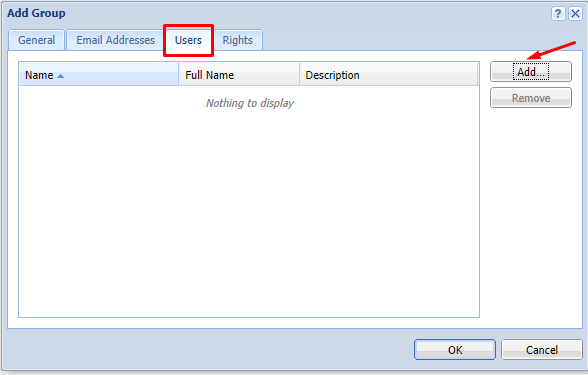 Add Group
?
General Email Addresses Users Rights
Name Full Name Description
Add...
Nothing to display
Remove
OK Cancel